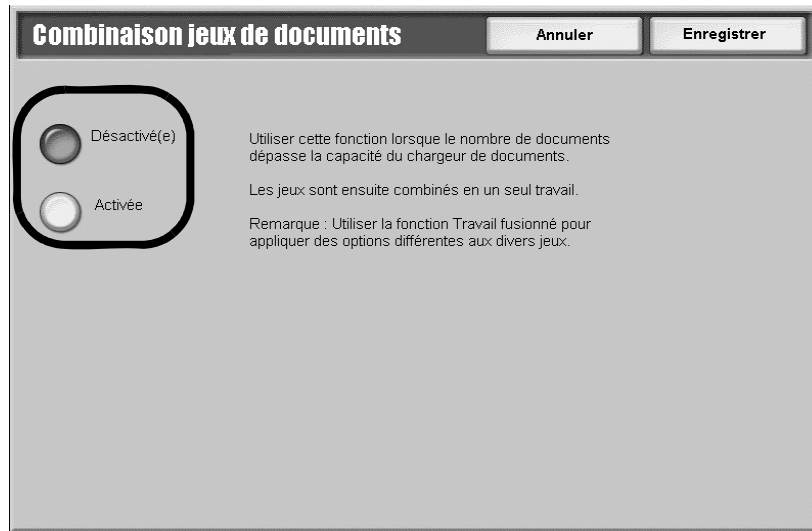 Combinaison jeux de documents
Annuler
Enregistrer
Désactivé(e)
Activée
Utiliser cette fonction lorsque le nombre de documents
dépasse la capacité du chargeur de documents.
Les jeux sont ensuite combinés en un seul travail.
Remarque : Utiliser la fonction Travail fusionné pour
appliquer des options différentes aux divers jeux.